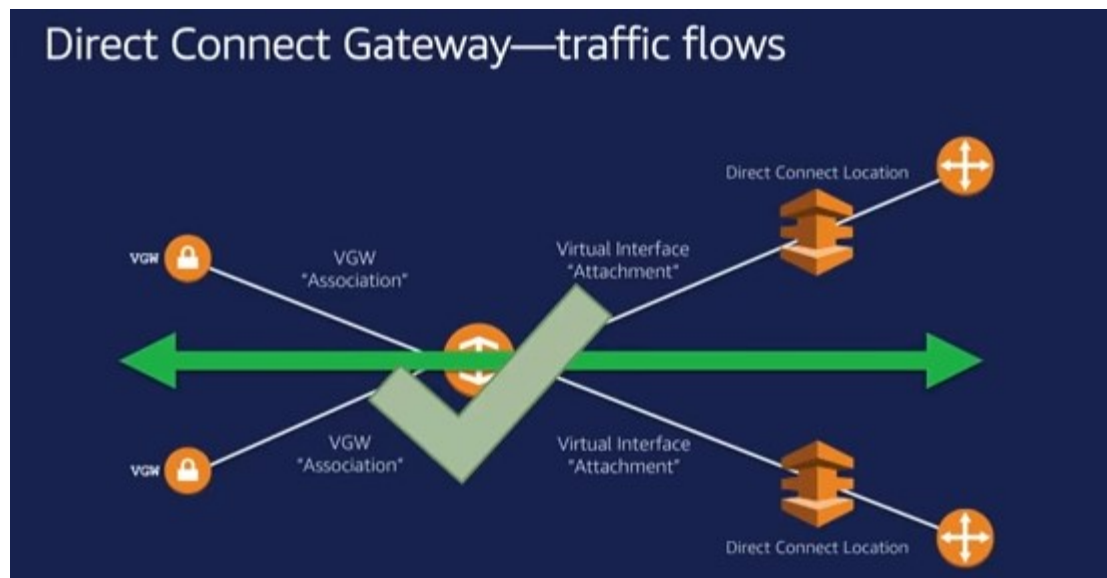 Direct Connect Gateway—traffic flows
Direct Connect Location
VGW
VGW
"Association"
Virtual Interface
"Attachment"
VGW
VGW
"Association"
Virtual Interface
"Attachment"
Direct Connect Location